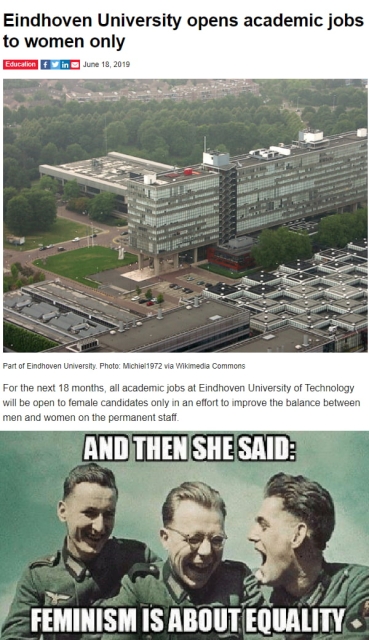 Eindhoven University opens academic jobs
to women only
Education June 18, 2019
Part of Eindhoven University. Photo: Michiel1972 via Wikimedia Commons
For the next 18 months, all academic jobs at Eindhoven University of Technology
will be open to female candidates only in an effort to improve the balance between
men and women on the permanent staff.
AND THEN SHE SAID:
FEMINISM IS ABOUT EQUALITY